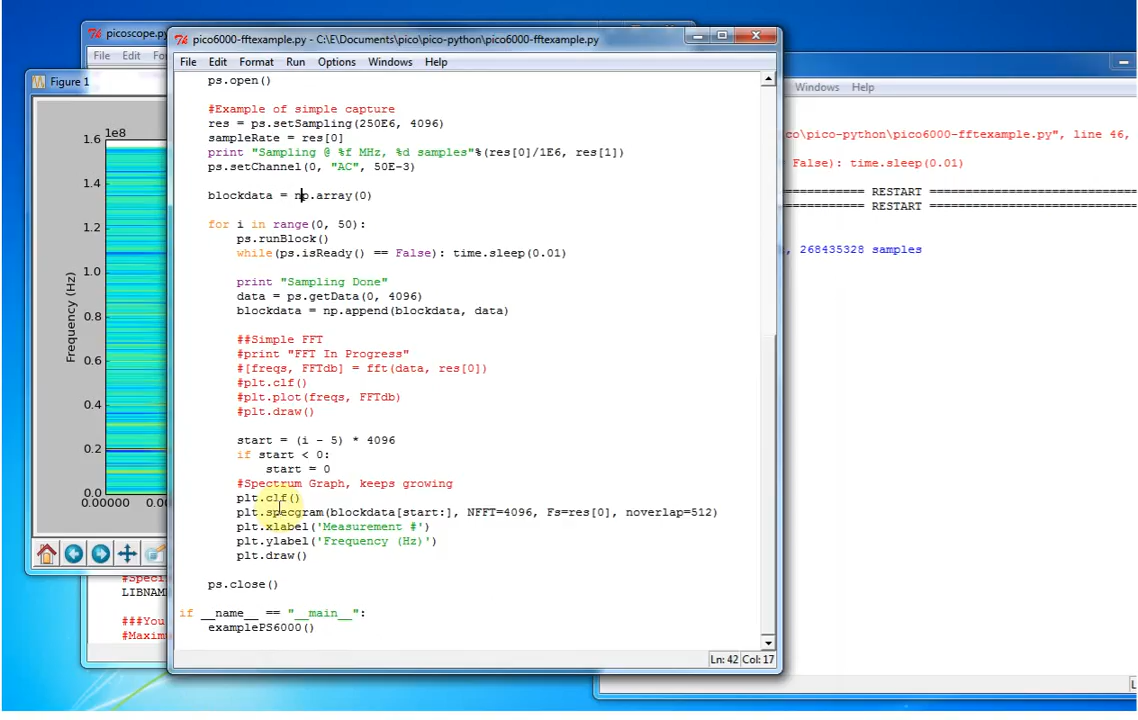 picoscope.py
File Edit Fo
Figure 1
1e8
1.6
1.4
1.2
1.0
0.8
0.6
0.4
0.2
0.0
0.00000 0.0
Frequency (Hz)
#Speci
LIBNAME
###You
#Maximu
pico6000-fftexample.py - C:\E\Documents\pico\pico-python\pico6000-fftexample.py
File Edit Format Run Options Windows Help
ps.open()
#Example of simple capture
res = ps.setSampling(250E6, 4096)
sampleRate = res[0]
print "Sampling @ %f MHz, %d samples"%(res[0]/1E6, res[1])
ps.setChannel(0, "AC", 50E-3)
blockdata = np.array(0)
for i in range(0, 50):
ps.runBlock()
while(ps.isReady() == False): time.sleep(0.01)
print "Sampling Done"
data = ps.getData(0, 4096)
blockdata = np.append(blockdata, data)
##Simple FFT
#print "FFT In Progress"
#[freqs, FFTdb] = fft(data, res[0])
#plt.clf()
#plt.plot(freqs, FFTdb)
#plt.draw()
start = (i - 5) * 4096
if start < 0:
start = 0
#Spectrum Graph, keeps growing
plt.clf()
plt.specgram(blockdata[start:], NFFT=4096, Fs=res[0], noverlap=512)
plt.xlabel('Measurement #')
plt.ylabel('Frequency (Hz)')
plt.draw()
ps.close()
if __name__ == "__main__":
examplePS6000()
Ln: 42 Col: 17
Windows Help
co\pico-python\pico6000-fftexample.py", line 46,
False): time.sleep(0.01)
=========== RESTART ==========================
=========== RESTART ==========================
, 268435328 samples